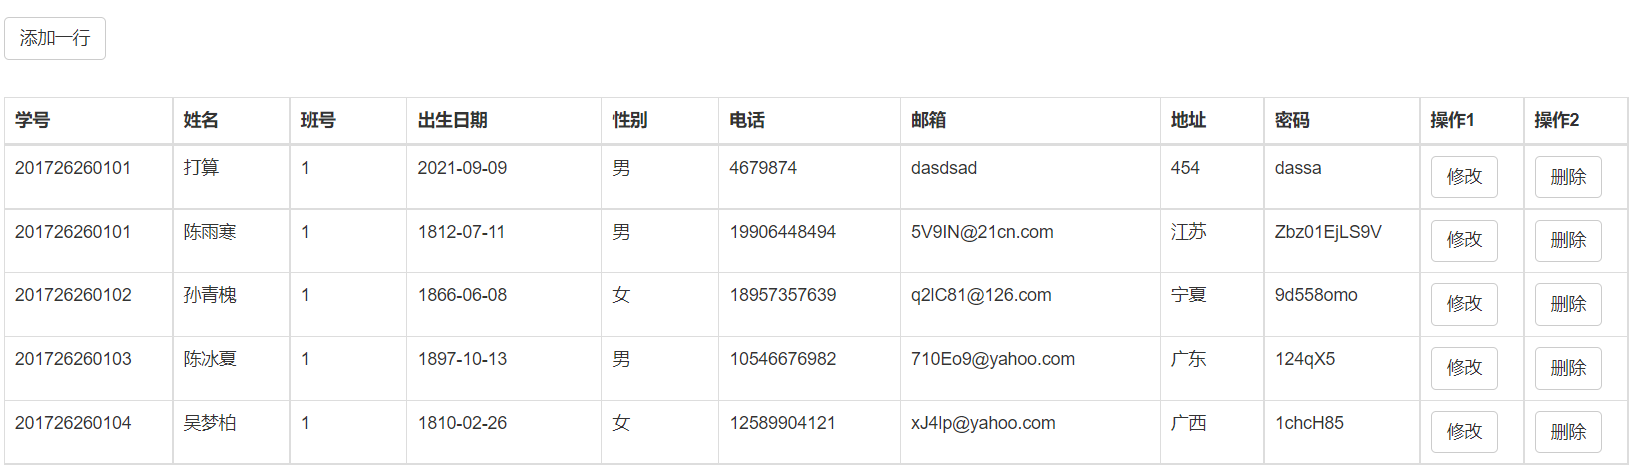 添加一行
学号 姓名 班号 出生日期 性别 电话 邮箱 地址 密码 操作1 操作2
201726260101 打算 1 2021-09-09 男 4679874 dasdsad 454 dassa 修改 删除
201726260101 陈雨寒 1 1812-07-11 男 19906448494 5V9IN@21cn.com 江苏 Zbz01EjLS9V 修改 删除
201726260102 孙青槐 1 1866-06-08 女 18957357639 q2IC81@126.com 宁夏 9d558omo 修改 删除
201726260103 陈冰夏 1 1897-10-13 男 10546676982 710Eo9@yahoo.com 广东 124qX5 修改 删除
201726260104 吴梦柏 1 1810-02-26 女 12589904121 xJ4lp@yahoo.com 广西 1chcH85 修改 删除